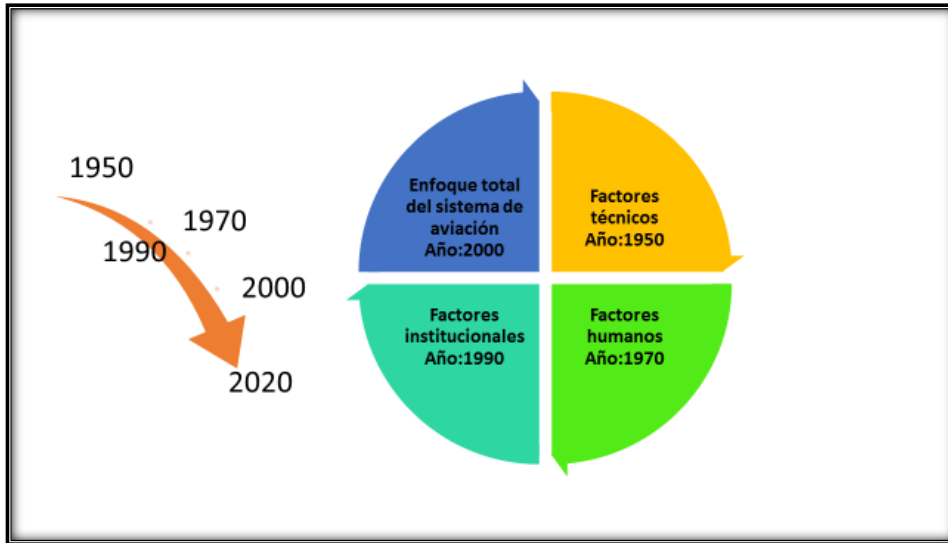 1950
1970
1990
2000
2020
Enfoque total
del sistema de
aviación
Año:2000
Factores
técnicos
Año:1950
Factores
institucionales
Año:1990
Factores
humanos
Año:1970